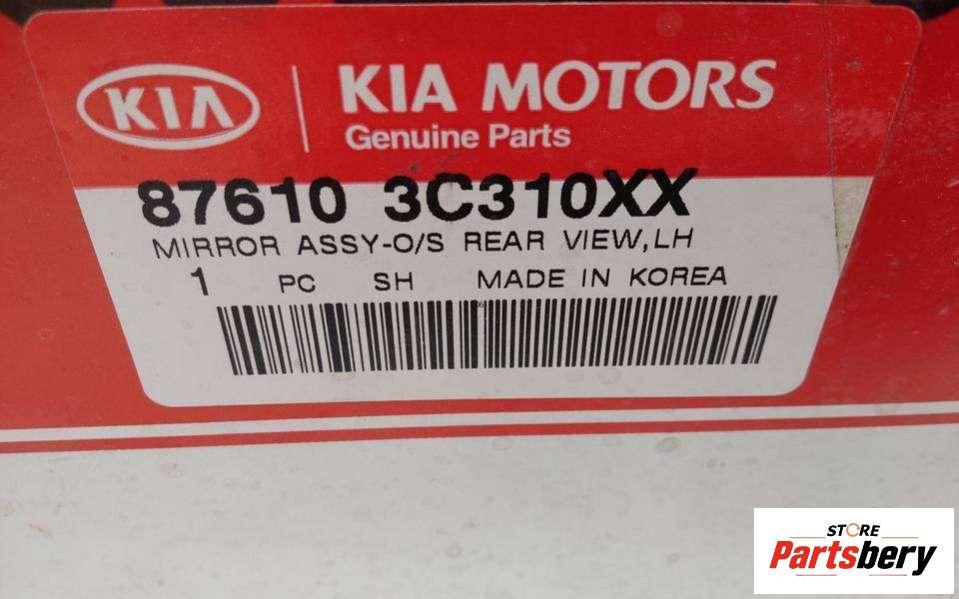 KIA
KIA MOTORS
Genuine Parts
87610 3C310XX
MIRROR ASSY-O/S REAR VIEW,LH
1 PC SH MADE IN KOREA
STORE
Partsbery